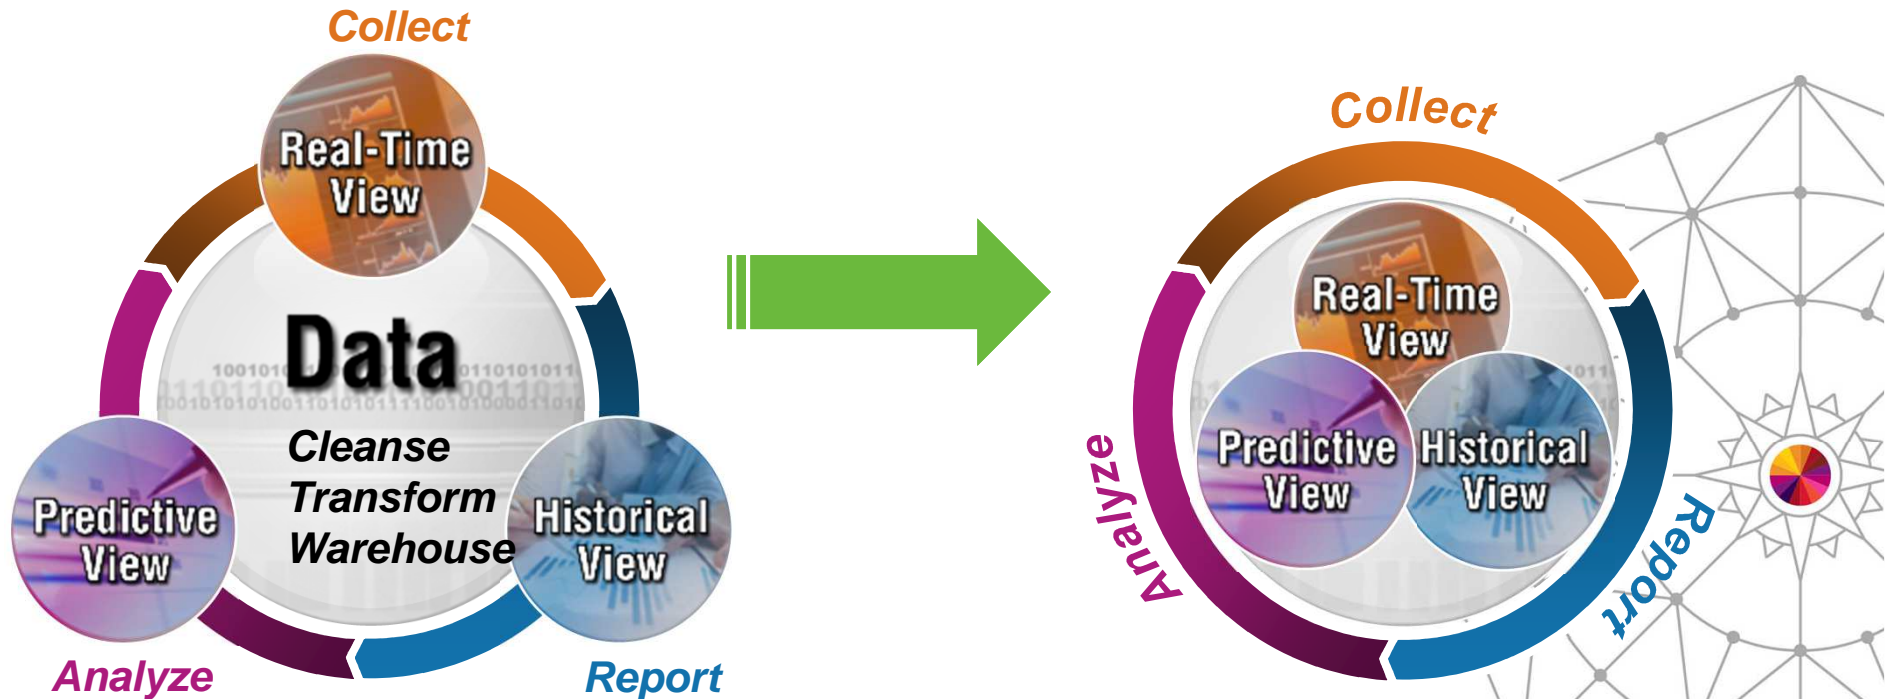 Collect
Real-Time
View
Data
Cleanse
Transform
Warehouse
Predictive
View
Historical
View
Analyze
Report
Collect
Real-Time
View
Predictive
View
Historical
View
Analyze
Report